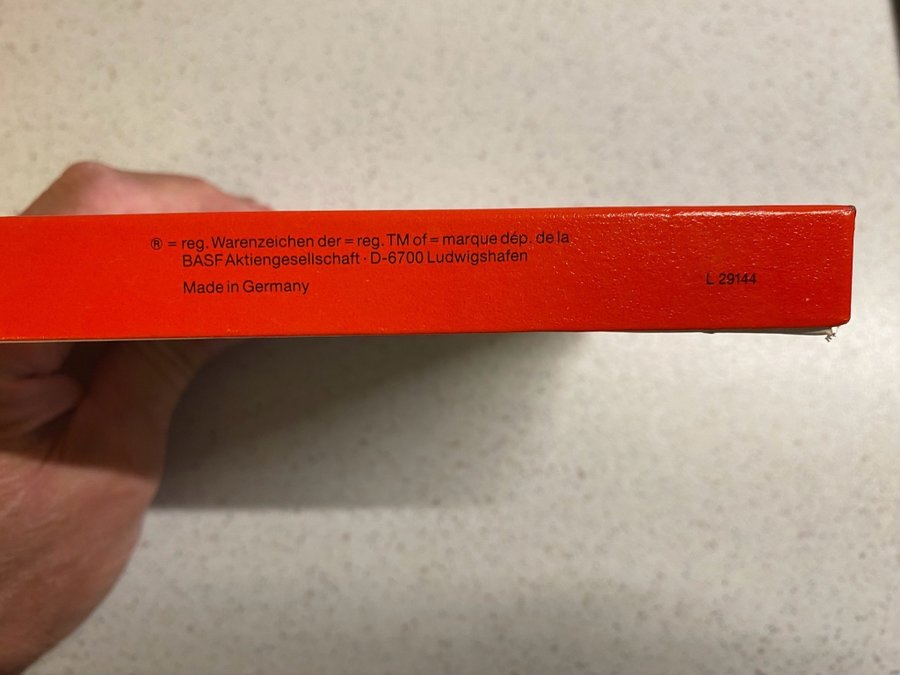 ® = reg. Warenzeichen der = reg. TM of = marque dép. de la
BASF Aktiengesellschaft · D-6700 Ludwigshafen
Made in Germany
L 29144